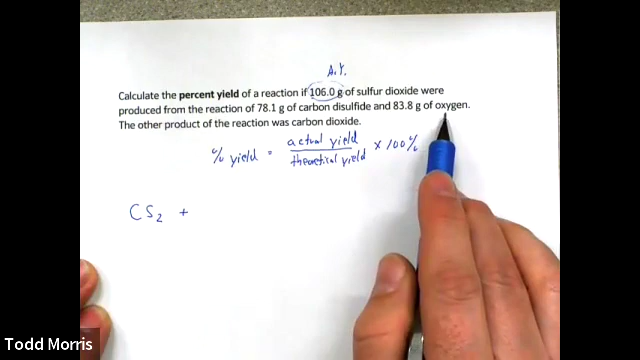 A.Y.
Calculate the percent yield of a reaction if 106.0 g of sulfur dioxide were
produced from the reaction of 78.1 g of carbon disulfide and 83.8 g of oxygen.
The other product of the reaction was carbon dioxide.
% yield = actual yield / theoretical yield x 100%
CS2 +
Todd Morris